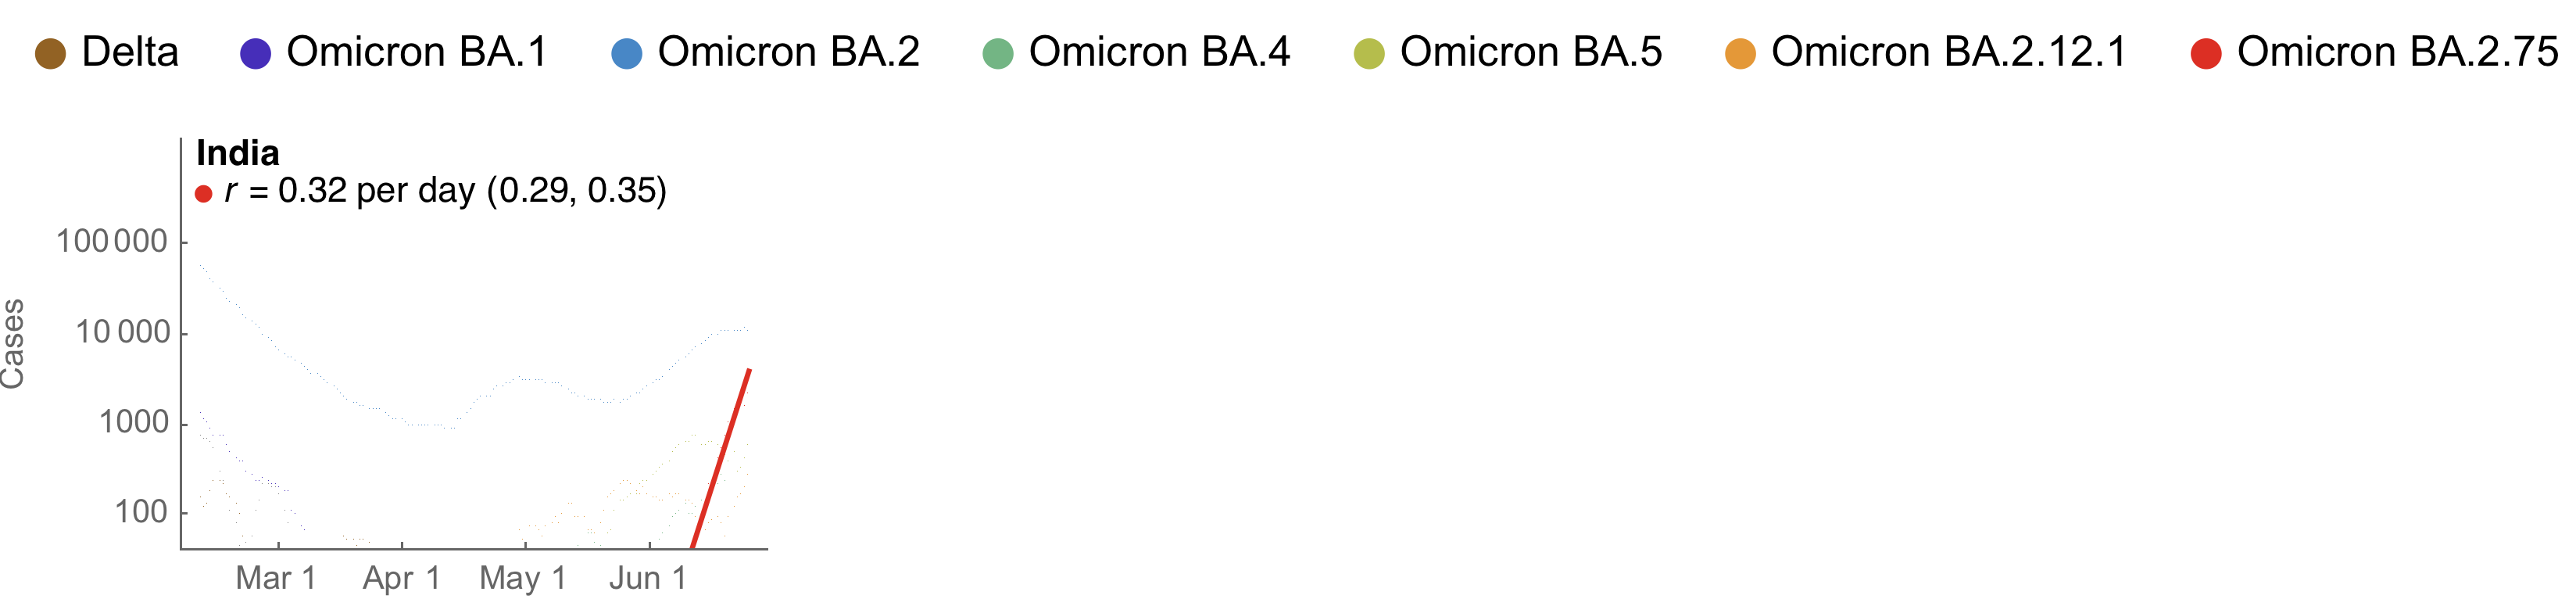 Delta Omicron BA.1 Omicron BA.2 Omicron BA.4 Omicron BA.5 Omicron BA.2.12.1 Omicron BA.2.75
India
r = 0.32 per day (0.29, 0.35)
100 000
10 000
1000
100
Cases
Mar 1 Apr 1 May 1 Jun 1